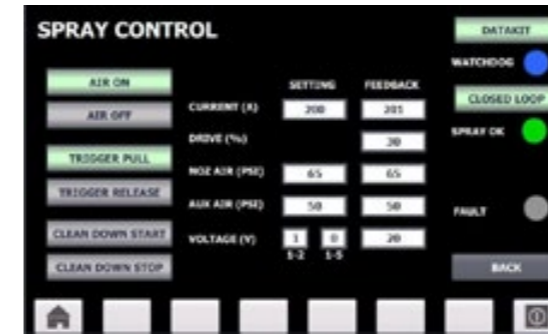 SPRAY CONTROL
DATAKIT
WATCHDOG
AIR ON
SETTING FEEDBACK
CLOSED LOOP
AIR OFF
CURRENT (A) 200 201
SPRAY OK
DRIVE (%) 30
TRIGGER PULL
NOZ AIR (PSI) 65 65
TRIGGER RELEASE
AUX AIR (PSI) 50 50
FAULT
CLEAN DOWN START
VOLTAGE (V) 1 0 20
1-2 1-5
CLEAN DOWN STOP
BACK